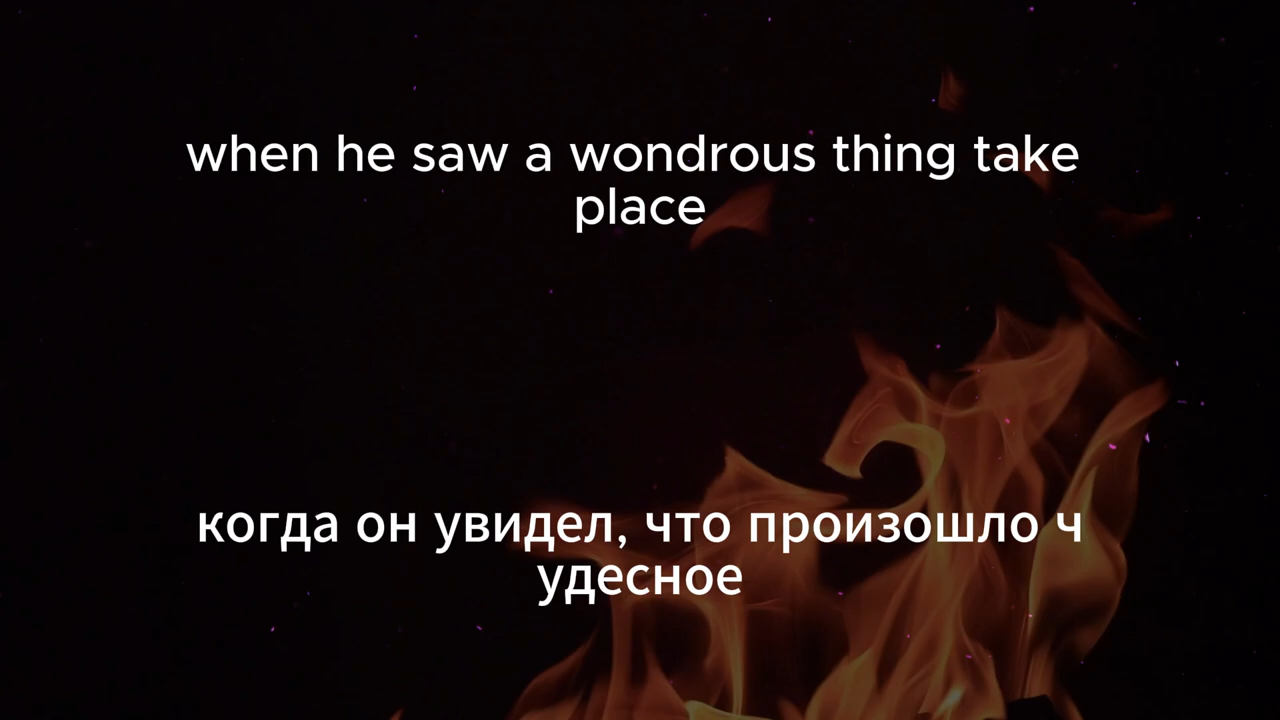 when he saw a wondrous thing take
place
когда он увидел, что произошло ч
удесное